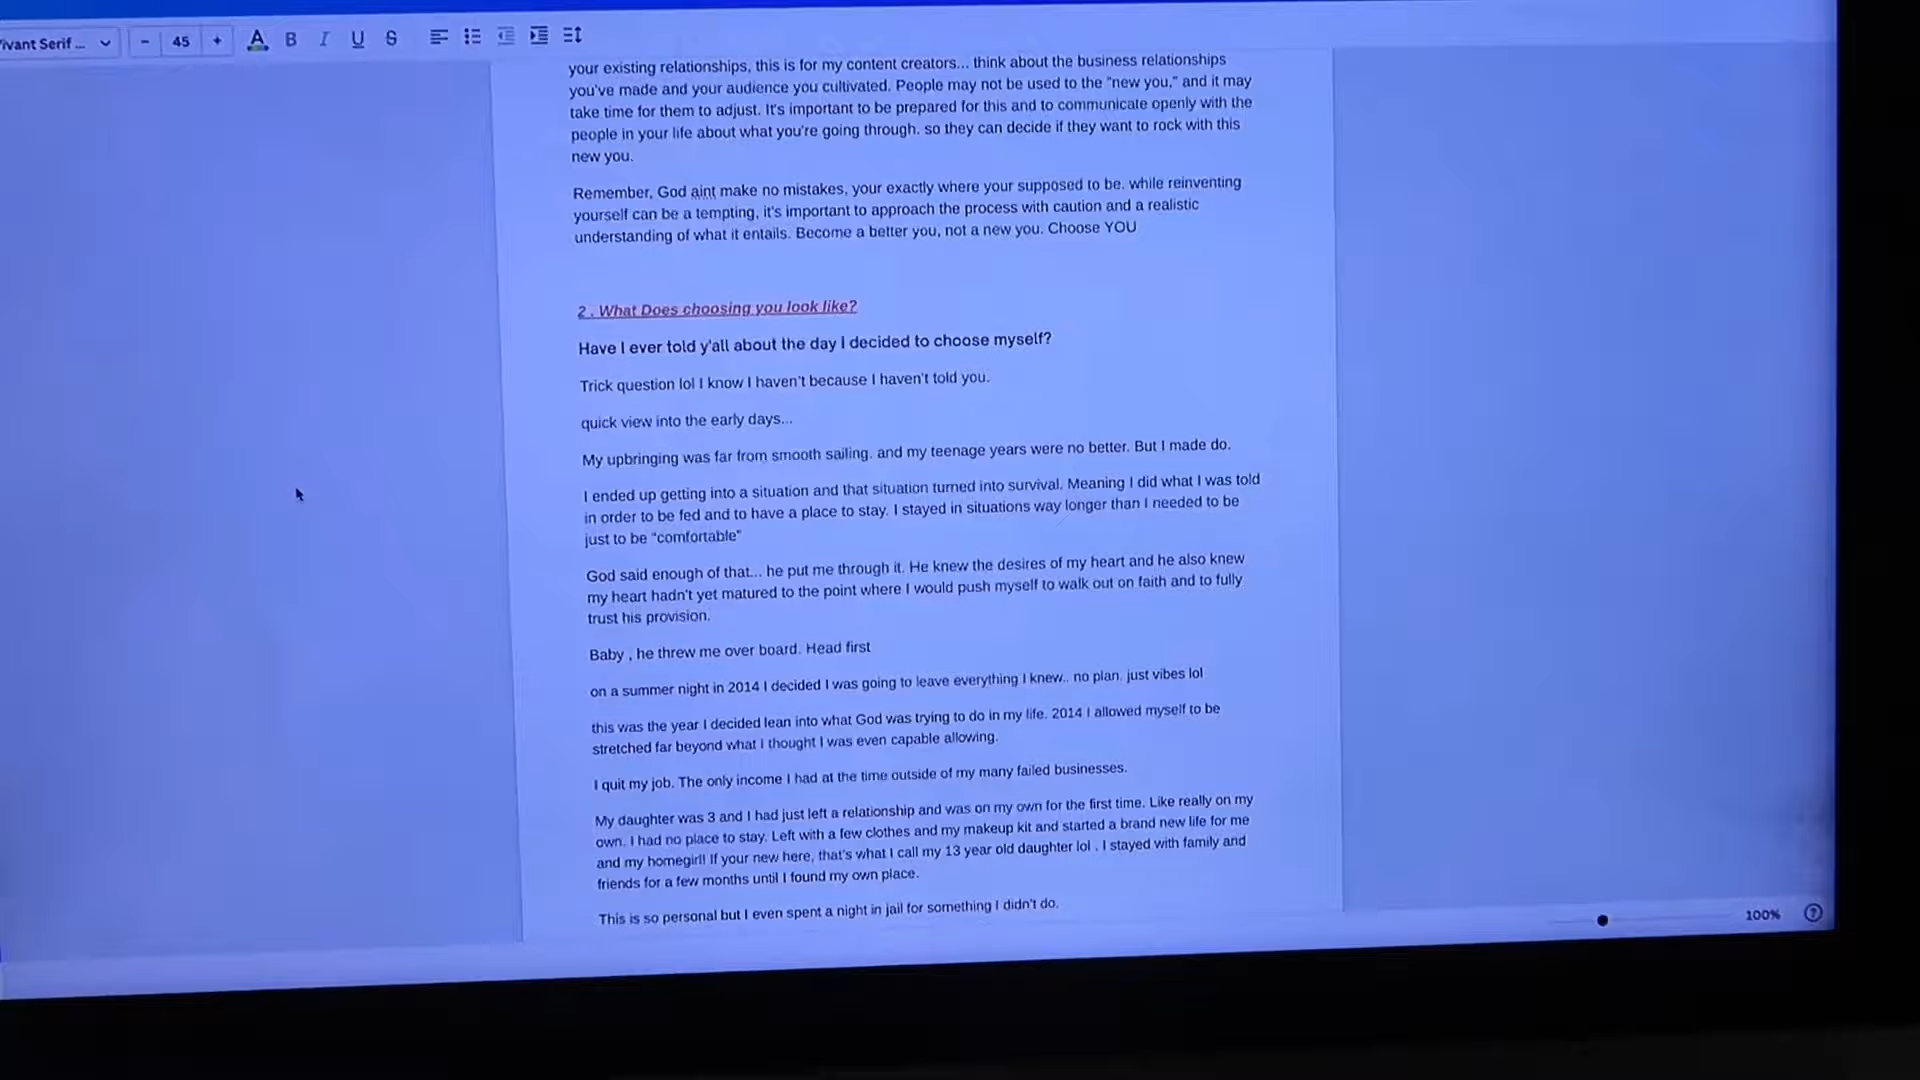 ivant Serif ...
- 45 + A B I U S
your existing relationships, this is for my content creators... think about the business relationships
you've made and your audience you cultivated. People may not be used to the "new you," and it may
take time for them to adjust. It's important to be prepared for this and to communicate openly with the
people in your life about what you're going through. so they can decide if they want to rock with this
new you.
Remember, God aint make no mistakes, your exactly where your supposed to be. while reinventing
yourself can be a tempting, it's important to approach the process with caution and a realistic
understanding of what it entails. Become a better you, not a new you. Choose YOU
2 . What Does choosing you look like?
Have I ever told y'all about the day I decided to choose myself?
Trick question lol I know I haven't because I haven't told you.
quick view into the early days...
My upbringing was far from smooth sailing. and my teenage years were no better. But I made do.
I ended up getting into a situation and that situation turned into survival. Meaning I did what I was told
in order to be fed and to have a place to stay. I stayed in situations way longer than I needed to be
just to be "comfortable"
God said enough of that... he put me through it. He knew the desires of my heart and he also knew
my heart hadn't yet matured to the point where I would push myself to walk out on faith and to fully
trust his provision.
Baby , he threw me over board. Head first
on a summer night in 2014 I decided I was going to leave everything I knew.. no plan. just vibes lol
this was the year I decided lean into what God was trying to do in my life. 2014 I allowed myself to be
stretched far beyond what I thought I was even capable allowing.
I quit my job. The only income I had at the time outside of my many failed businesses.
My daughter was 3 and I had just left a relationship and was on my own for the first time. Like really on my
own. I had no place to stay. Left with a few clothes and my makeup kit and started a brand new life for me
and my homegirl! If your new here, that's what I call my 13 year old daughter lol . I stayed with family and
friends for a few months until I found my own place.
This is so personal but I even spent a night in jail for something I didn't do.
100% ?